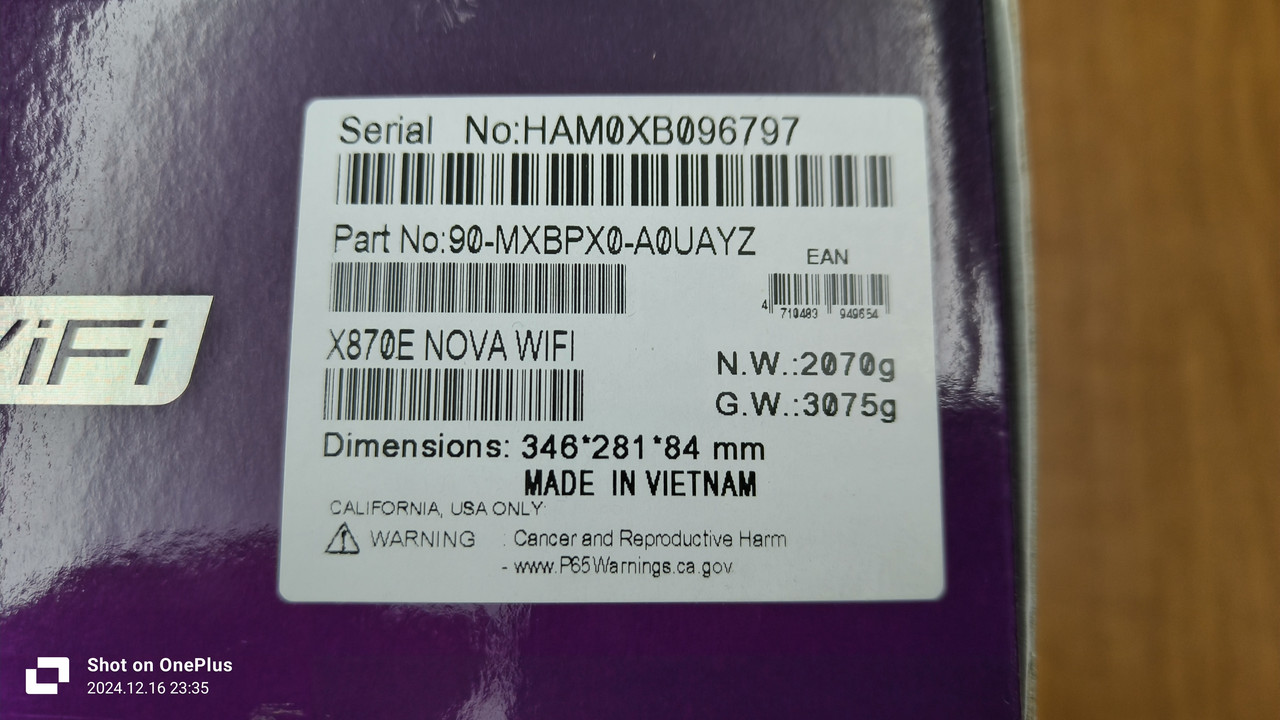 Serial No:HAM0XB096797
Part No:90-MXBPX0-A0UAYZ
EAN
4 710483 949654
X870E NOVA WIFI
N.W.:2070g
G.W.:3075g
Dimensions: 346*281*84 mm
MADE IN VIETNAM
CALIFORNIA, USA ONLY
WARNING : Cancer and Reproductive Harm
- www.P65Warnings.ca.gov
iFi
Shot on OnePlus
2024.12.16 23:35